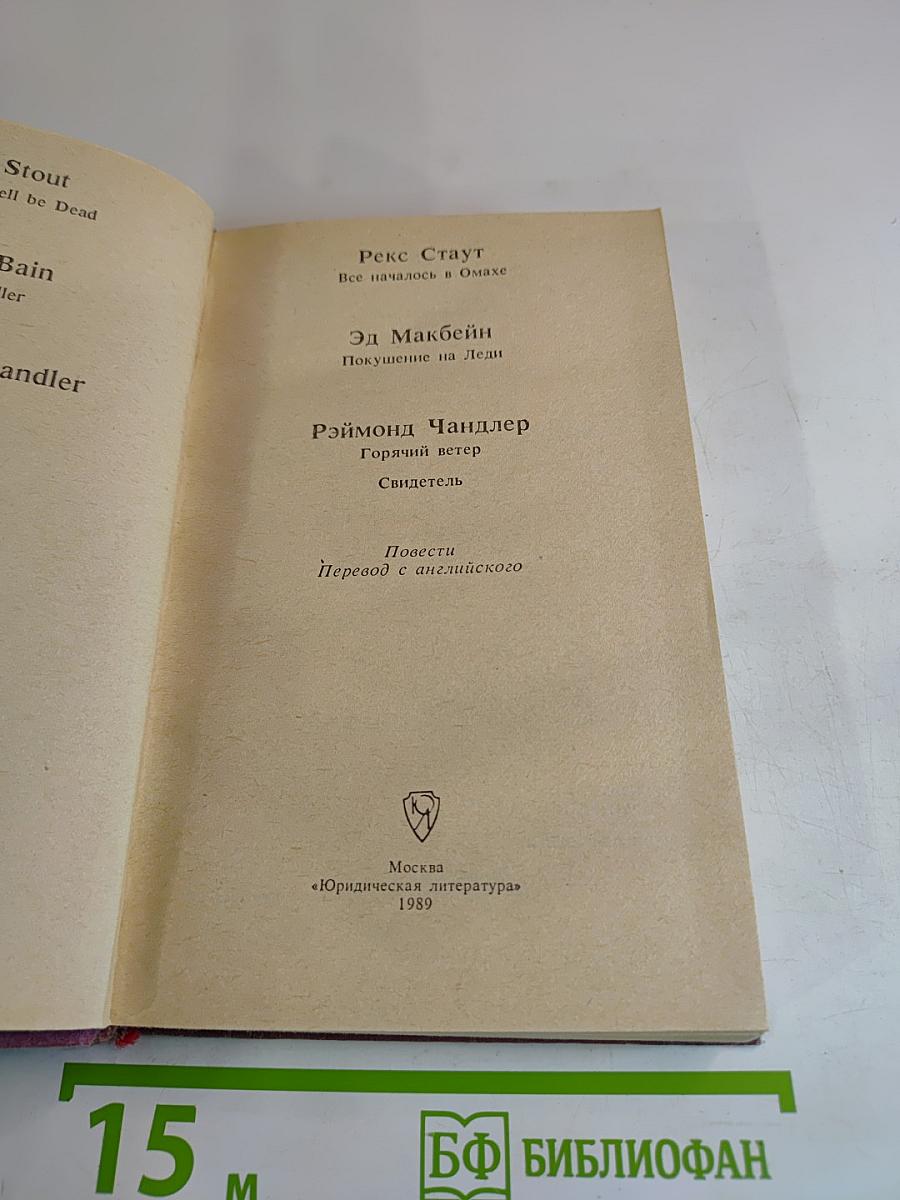 Stout
ell be Dead
Bain
ller
andler
Рекс Стаут
Все началось в Омахе
Эд Макбейн
Покушение на Леди
Рэймонд Чандлер
Горячий ветер
Свидетель
Повести
Перевод с английского
Москва
«Юридическая литература»
1989
15 м
БФ БИБЛИОФАН